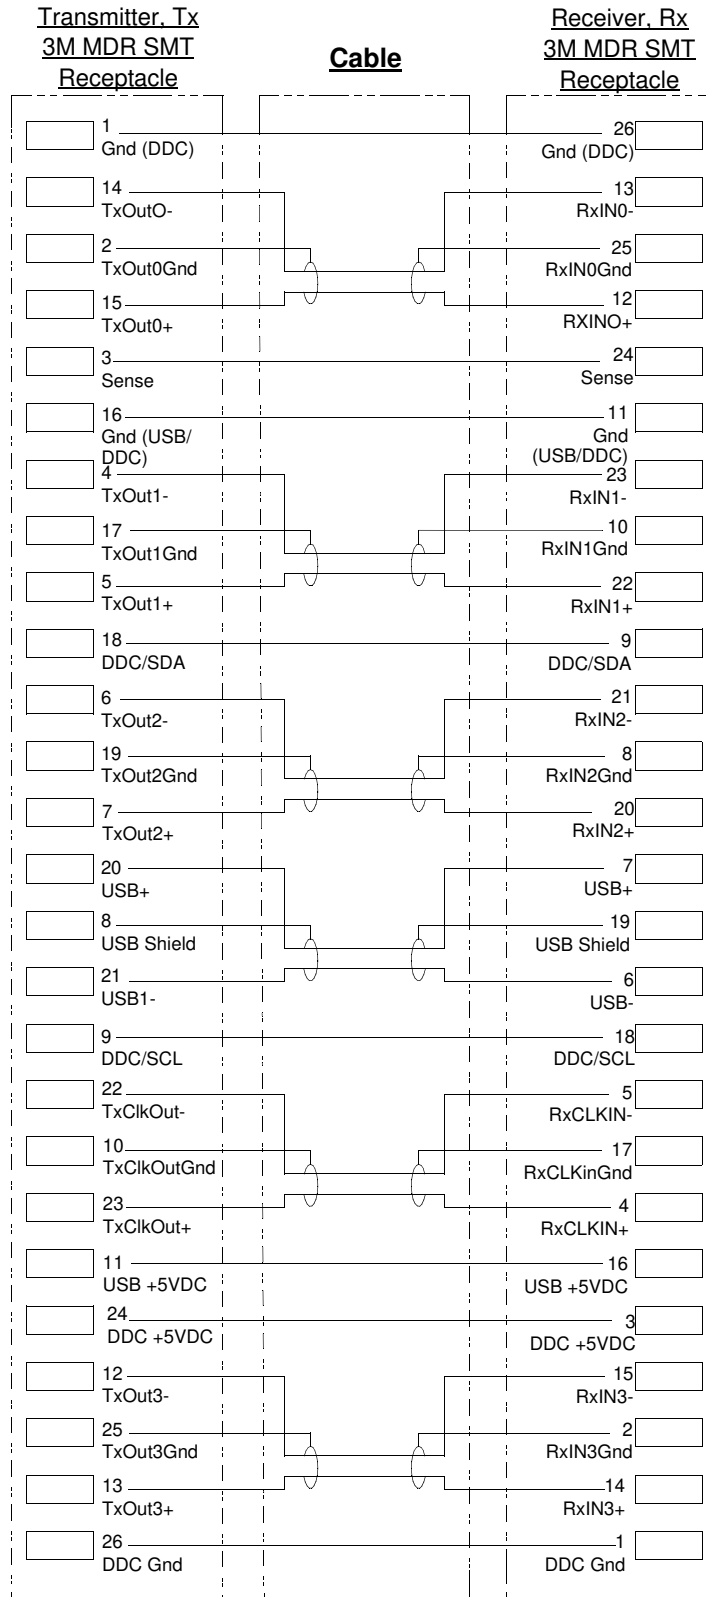 Transmitter, Tx
3M MDR SMT
Receptacle
Cable
Receiver, Rx
3M MDR SMT
Receptacle
1
Gnd (DDC)
26
Gnd (DDC)
14
TxOutO-
13
RxIN0-
2
TxOut0Gnd
25
RxIN0Gnd
15
TxOut0+
12
RXINO+
3
Sense
24
Sense
16
Gnd (USB/
DDC)
11
Gnd
(USB/DDC)
4
TxOut1-
23
RxIN1-
17
TxOut1Gnd
10
RxIN1Gnd
5
TxOut1+
22
RxIN1+
18
DDC/SDA
9
DDC/SDA
6
TxOut2-
21
RxIN2-
19
TxOut2Gnd
8
RxIN2Gnd
7
TxOut2+
20
RxIN2+
20
USB+
7
USB+
8
USB Shield
19
USB Shield
21
USB1-
6
USB-
9
DDC/SCL
18
DDC/SCL
22
TxClkOut-
5
RxCLKIN-
10
TxClkOutGnd
17
RxCLKinGnd
23
TxClkOut+
4
RxCLKIN+
11
USB +5VDC
16
USB +5VDC
24
DDC +5VDC
3
DDC +5VDC
12
TxOut3-
15
RxIN3-
25
TxOut3Gnd
2
RxIN3Gnd
13
TxOut3+
14
RxIN3+
26
DDC Gnd
1
DDC Gnd